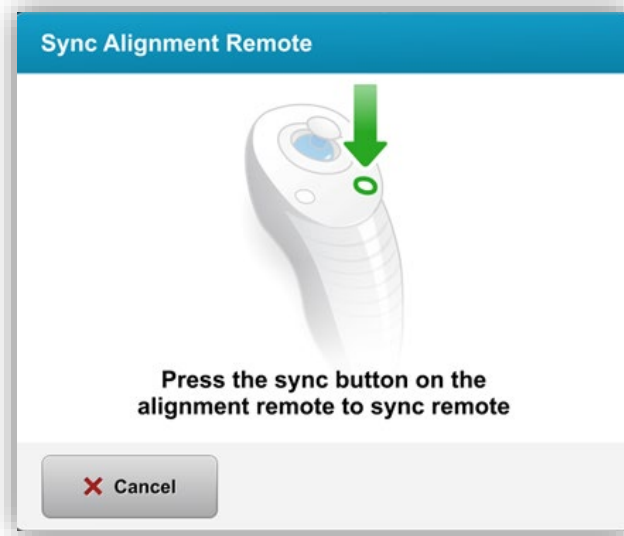 Sync Alignment Remote
Press the sync button on the
alignment remote to sync remote
Cancel